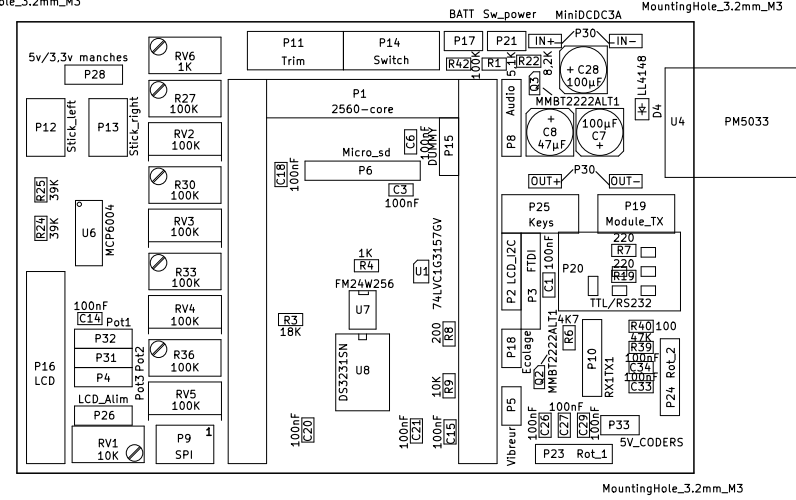 ole_3.2mm_M3
MountingHole_3.2mm_M3
BATT Sw_power MiniDCDC3A
5v/3,3v manches
P28
RV6
1K
P11
Trim
P14
Switch
P17
P21
IN+
P30
IN-
R42
100K
R1
5,1K
R22
8,2K
Q3
C28
100µF
MMBT2222ALT1
LL4148
D4
U4
PM5033
P12
Stick_left
P13
Stick_right
R27
100K
RV2
100K
P1
2560-core
Audio
P8
C8
47µF
100µF
C7
C6
100nF
DUMMY
P15
Micro_sd
P6
C18
100nF
C3
100nF
OUT+
P30
OUT-
R25
39K
R24
39K
U6
MCP6004
R30
100K
RV3
100K
P25
Keys
P19
Module_TX
74LVC1G3157GV
U1
1K
R4
FM24W256
U7
LCD_I2C
P2
FTDI
P3
100nF
C1
P20
220
R7
220
R19
TTL/RS232
R33
100K
RV4
100K
100nF
C14
Pot1
P32
P31
P4
Pot2
Pot3
P16
LCD
R3
18K
DS3231SN
U8
200
R8
10K
R9
P18
Ecolage
MMBT2222ALT1
Q2
4K7
R6
P10
RX1TX1
R40 100
47K
R39
100nF
C34
100nF
C33
P24 Rot_2
R36
100K
RV5
100K
LCD_Alim
P26
RV1
10K
P9
SPI
1
100nF
C20
100nF
C21
100nF
C15
P5
Vibreur
100nF
100nF
C26
C27
C29
100nF
P33
5V_CODERS
P23 Rot_1
MountingHole_3.2mm_M3